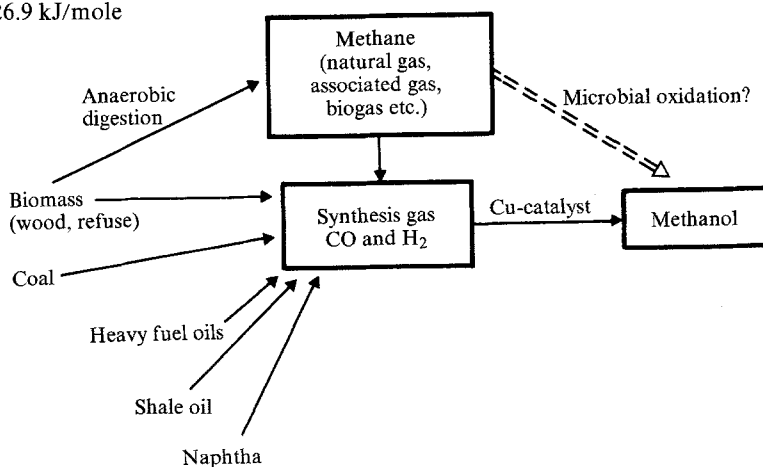 26.9 kJ/mole
Methane
(natural gas,
associated gas,
biogas etc.)
Anaerobic
digestion
Microbial oxidation?
Biomass
(wood, refuse)
Synthesis gas
CO and H₂
Cu-catalyst
Methanol
Coal
Heavy fuel oils
Shale oil
Naphtha